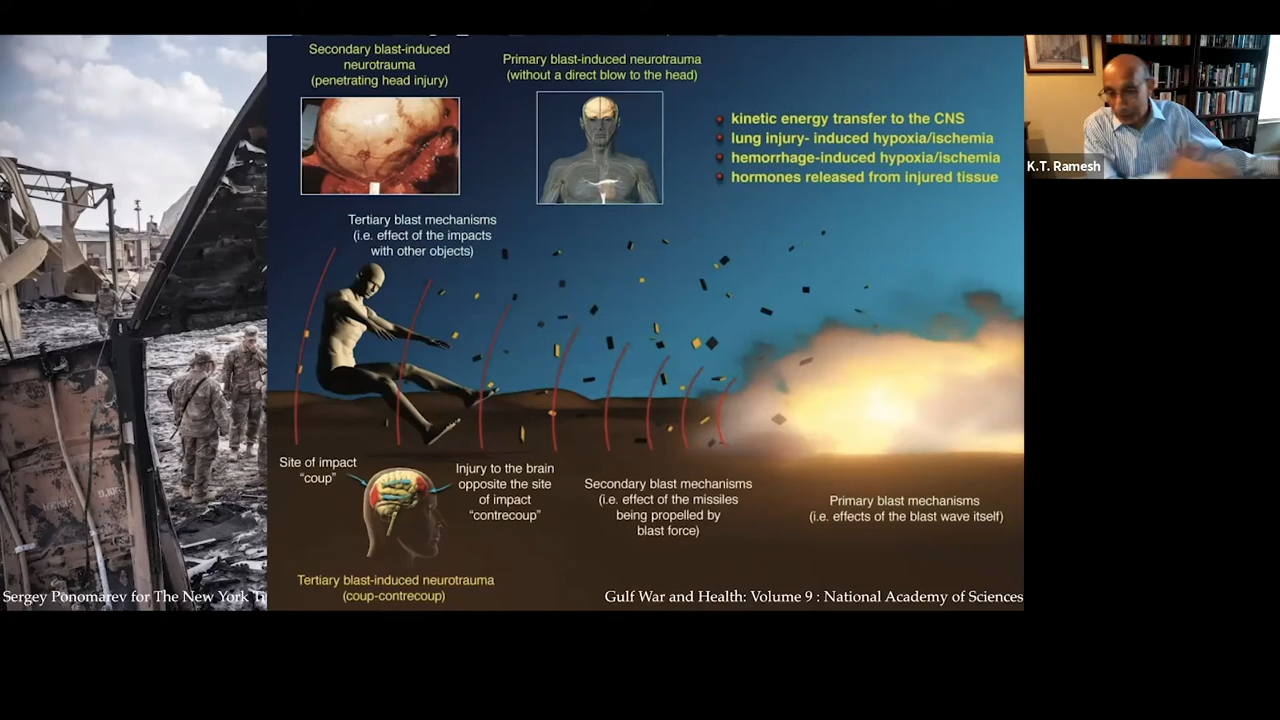 Secondary blast-induced
neurotrauma
(penetrating head injury)
Primary blast-induced neurotrauma
(without a direct blow to the head)
kinetic energy transfer to the CNS
lung injury- induced hypoxia/ischemia
hemorrhage-induced hypoxia/ischemia
hormones released from injured tissue
K.T. Ramesh
Tertiary blast mechanisms
(i.e. effect of the impacts
with other objects)
Site of impact
“coup”
Injury to the brain
opposite the site
of impact
“contrecoup”
Secondary blast mechanisms
(i.e. effect of the missiles
being propelled by
blast force)
Primary blast mechanisms
(i.e. effects of the blast wave itself)
Tertiary blast-induced neurotrauma
(coup-contrecoup)
Sergey Ponomarev for The New York
Gulf War and Health: Volume 9 : National Academy of Sciences